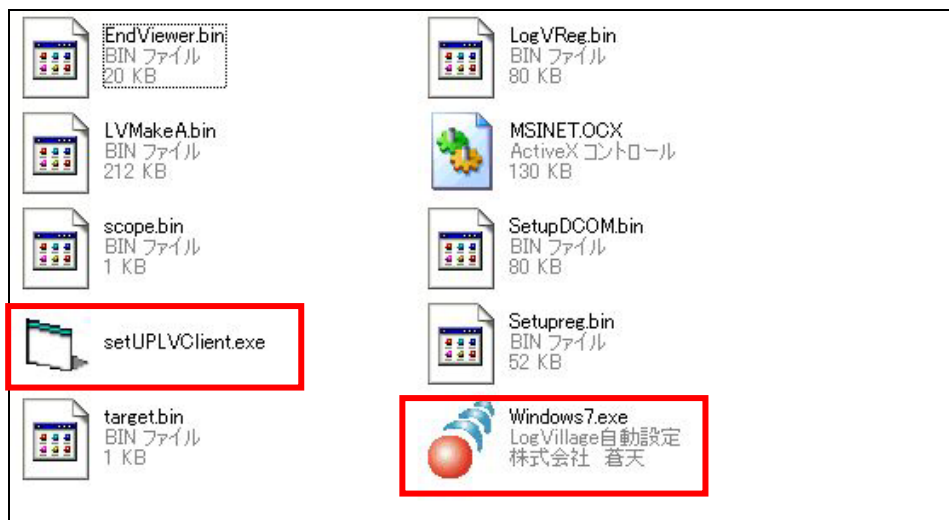 EndViewer.bin
BIN ファイル
20 KB
LogVReg.bin
BIN ファイル
80 KB
LVMakeA.bin
BIN ファイル
212 KB
MSINET.OCX
ActiveX コントロール
130 KB
scope.bin
BIN ファイル
1 KB
SetupDCOM.bin
BIN ファイル
80 KB
setUPLVClient.exe
Setupreg.bin
BIN ファイル
52 KB
target.bin
BIN ファイル
1 KB
Windows7.exe
LogVillage自動設定
株式会社 蒼天